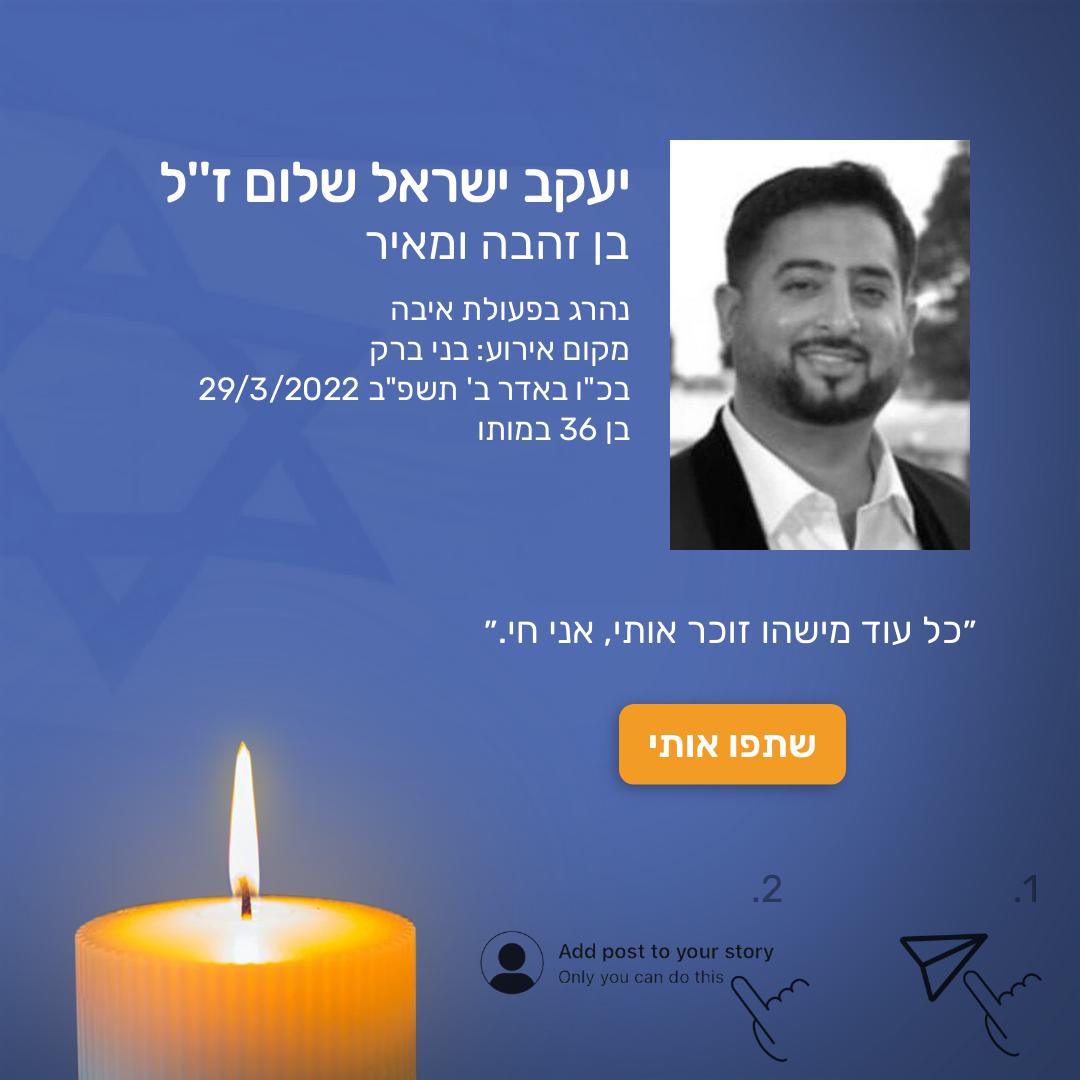 יעקב ישראל שלום ז''ל
בן זהבה ומאיר
נהרג בפעולת איבה
מקום אירוע: בני ברק
בכ"ו באדר ב' תשפ"ב 29/3/2022
בן 36 במותו
״כל עוד מישהו זוכר אותי, אני חי.״
שתפו אותי
1.
2.
Add post to your story
Only you can do this